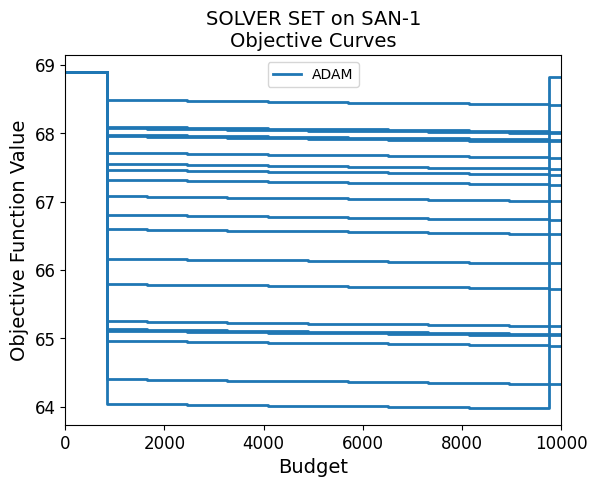 SOLVER SET on SAN-1
Objective Curves
ADAM
Objective Function Value
69
68
67
66
65
64
0 2000 4000 6000 8000 10000
Budget